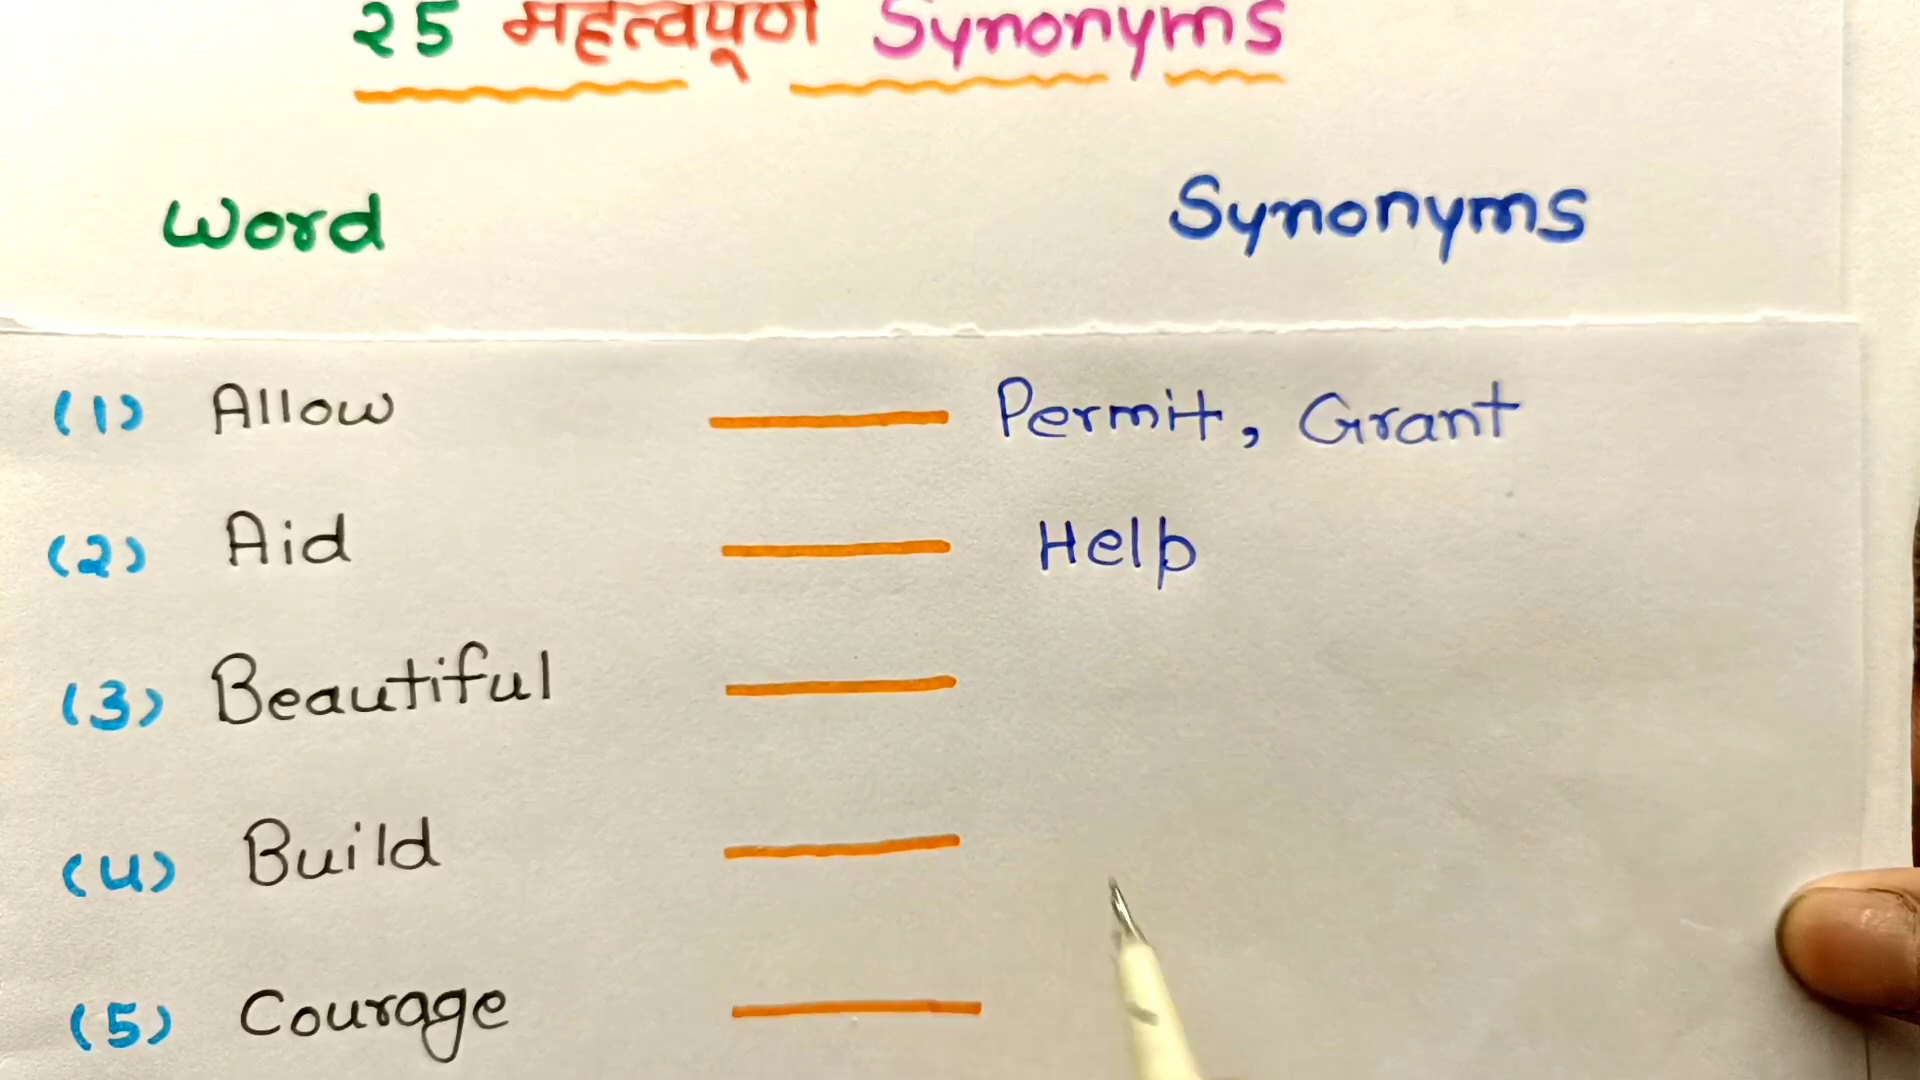 २5 महत्वपूर्ण Synonyms
Word Synonyms
(1) Allow Permit, Grant
(2) Aid Help
(3) Beautiful
(4) Build
(5) Courage